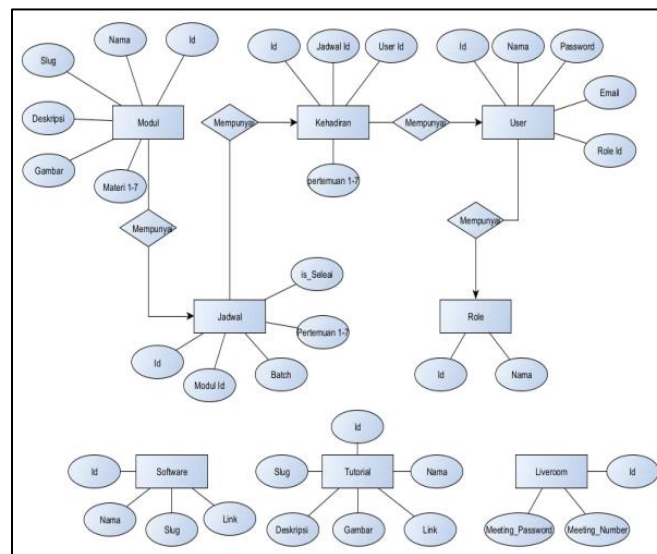 Nama
Id
Slug
Modul
Deskripsi
Gambar
Materi 1-7
Mempunyai
Id
Jadwal Id
User Id
Mempunyai
Kehadiran
Mempunyai
pertemuan 1-7
Id
Nama
Password
User
Email
Role Id
Mempunyai
Role
Id
Nama
is_Seleai
Jadwal
Pertemuan 1-7
Id
Modul Id
Batch
Id
Software
Nama
Slug
Link
Id
Slug
Tutorial
Nama
Deskripsi
Gambar
Link
Liveroom
Id
Meeting_Password
Meeting_Number